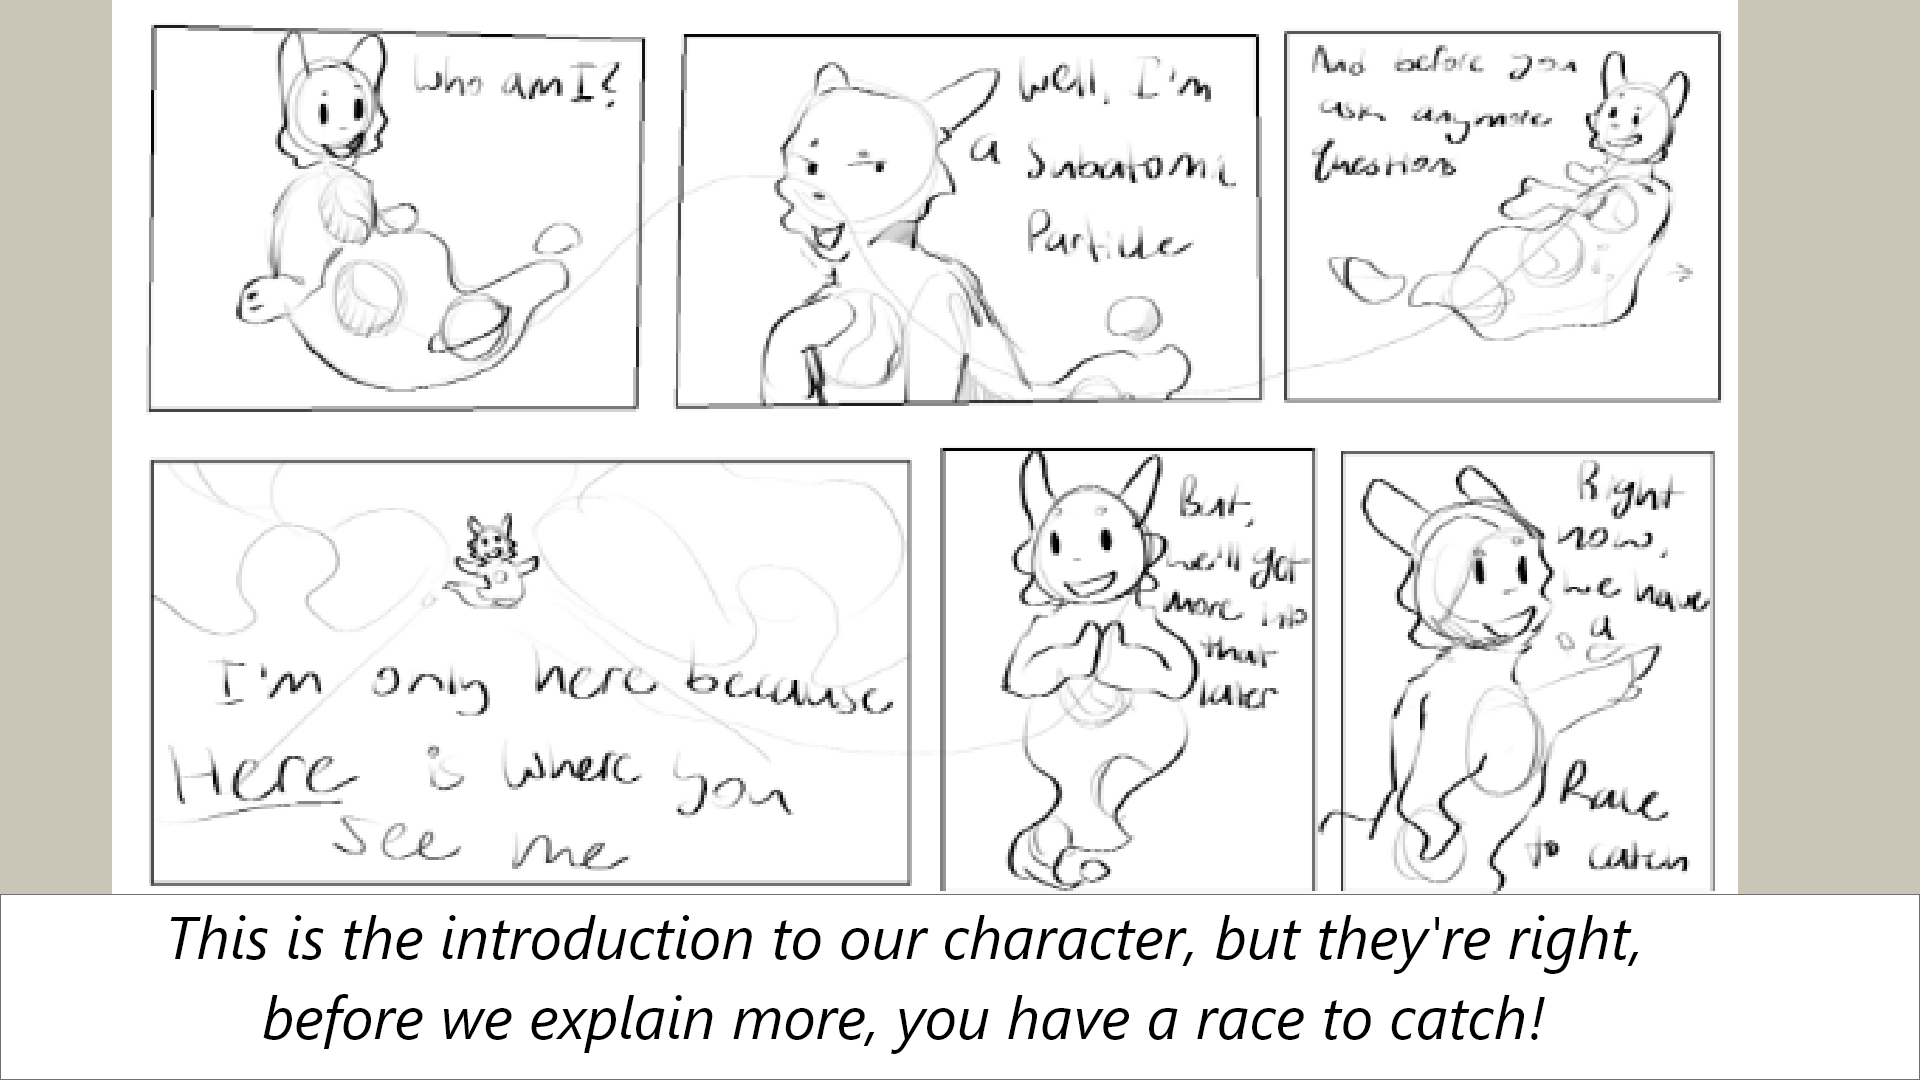 Who am I?
Well, I'm
a Subatomic
Particle
And before you
ask anymore
Questions
I'm only here because
Here is where you
see me
But,
we'll get
more into
that
later
Right
now,
we have
a
Race
to catch
This is the introduction to our character, but they're right,
before we explain more, you have a race to catch!